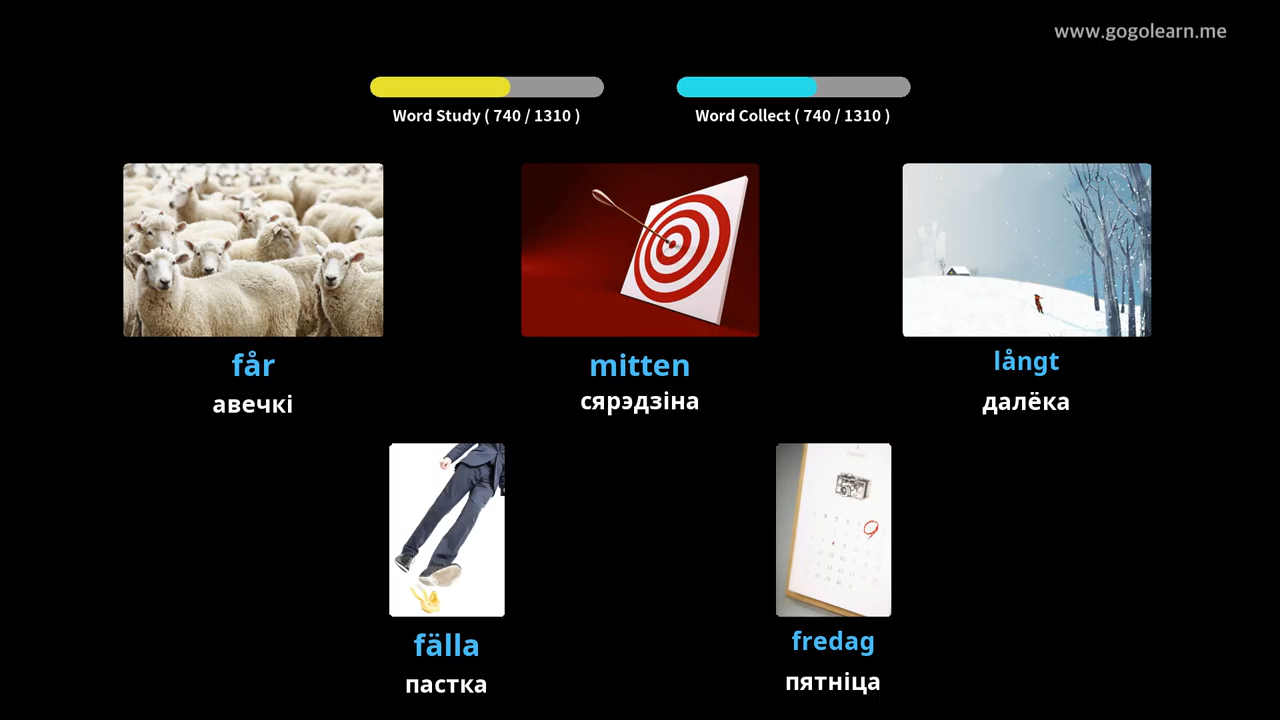 www.gogolearn.me
Word Study ( 740 / 1310 )
Word Collect ( 740 / 1310 )
får
авечкі
mitten
сярэдзіна
långt
далёка
fälla
пастка
fredag
пятніца